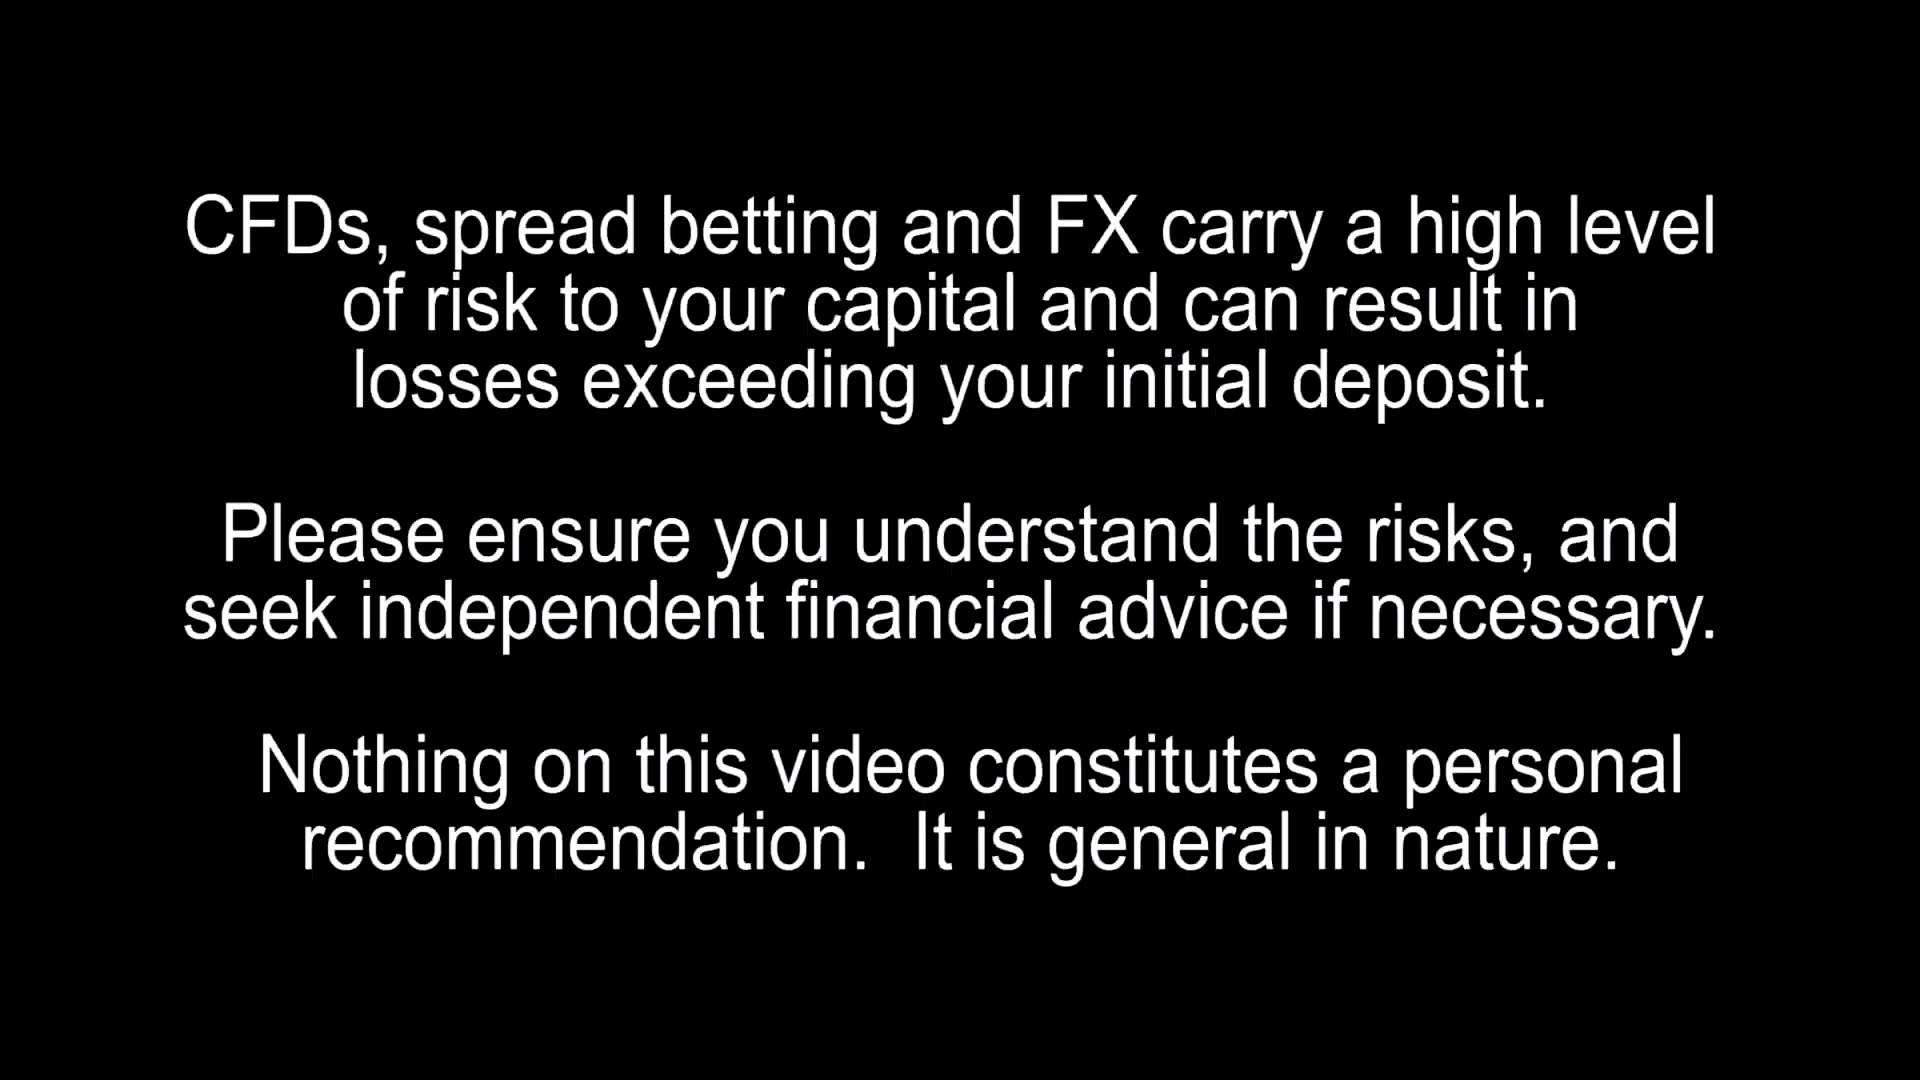 CFDs, spread betting and FX carry a high level
of risk to your capital and can result in
losses exceeding your initial deposit.
Please ensure you understand the risks, and
seek independent financial advice if necessary.
Nothing on this video constitutes a personal
recommendation.  It is general in nature.